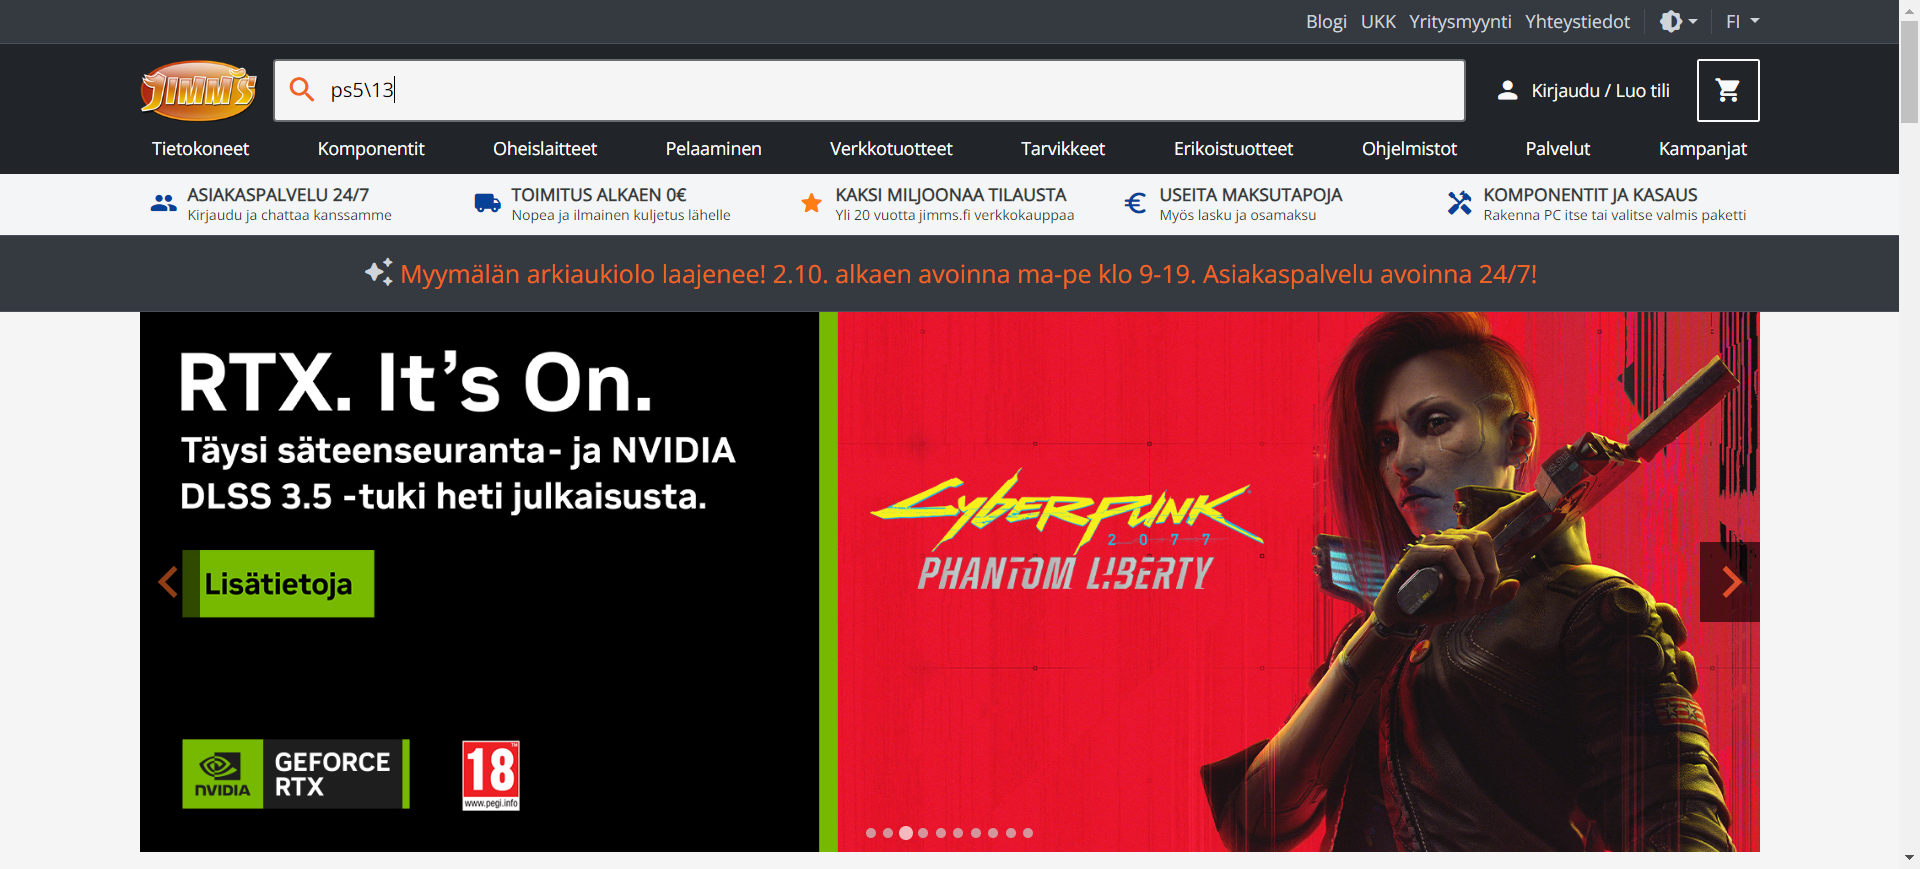 Blogi UKK Yritysmyynti Yhteystiedot FI
JIMM'S
ps5\13
Kirjaudu / Luo tili
Tietokoneet Komponentit Oheislaitteet Pelaaminen Verkkotuotteet Tarvikkeet Erikoistuotteet Ohjelmistot Palvelut Kampanjat
ASIAKASPALVELU 24/7
Kirjaudu ja chattaa kanssamme
TOIMITUS ALKAEN 0€
Nopea ja ilmainen kuljetus lähelle
KAKSI MILJOONAA TILAUSTA
Yli 20 vuotta jimms.fi verkkokauppaa
USEITA MAKSUTAPOJA
Myös lasku ja osamaksu
KOMPONENTIT JA KASAUS
Rakenna PC itse tai valitse valmis paketti
Myymälän arkiaukiolo laajenee! 2.10. alkaen avoinna ma-pe klo 9-19. Asiakaspalvelu avoinna 24/7!
RTX. It's On.
Täysi säteenseuranta- ja NVIDIA
DLSS 3.5 -tuki heti julkaisusta.
Lisätietoja
CYBERPUNK
2077
PHANTOM LIBERTY
NVIDIA
GEFORCE
RTX
18
www.pegi.info